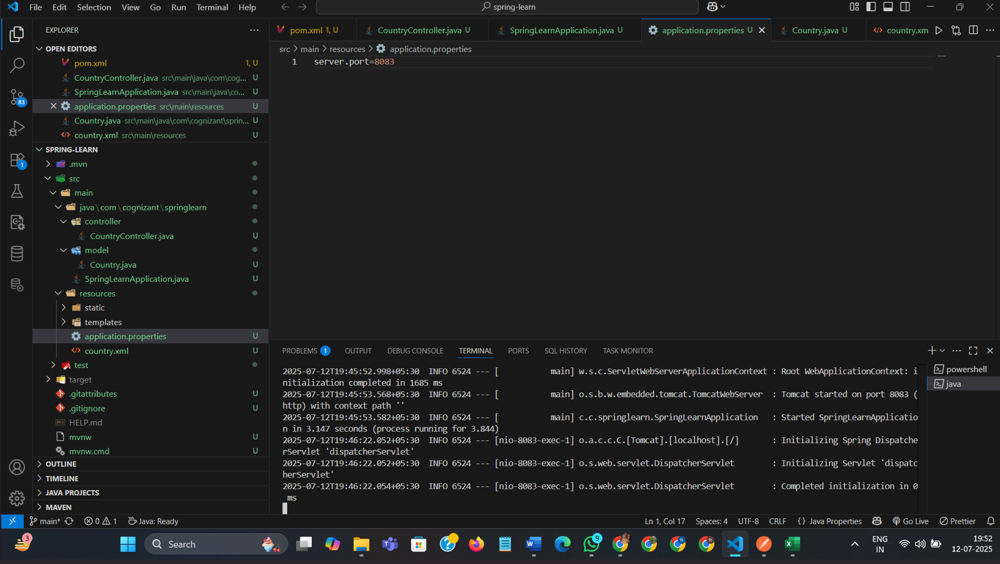 File Edit Selection View Go Run Terminal Help
spring-learn
EXPLORER
OPEN EDITORS
pom.xml 1, U
CountryController.java src\main\java\com\cog... U
SpringLearnApplication.java src\main\java\co... U
application.properties src\main\resources U
Country.java src\main\java\com\cognizant\sprin... U
country.xml src\main\resources U
SPRING-LEARN
.mvn
src
main
java\com\cognizant\springlearn
controller
CountryController.java U
model
Country.java U
SpringLearnApplication.java U
resources
static
templates
application.properties U
country.xml U
test
target
.gitattributes U
.gitignore U
HELP.md
mvnw U
mvnw.cmd U
OUTLINE
TIMELINE
JAVA PROJECTS
MAVEN
83
1
pom.xml 1, U CountryController.java U SpringLearnApplication.java U application.properties U Country.java U country.xm
src > main > resources > application.properties
1 server.port=8083
PROBLEMS 1 OUTPUT DEBUG CONSOLE TERMINAL PORTS SQL HISTORY TASK MONITOR
2025-07-12T19:45:52.998+05:30 INFO 6524 --- [ main] w.s.c.ServletWebServerApplicationContext : Root WebApplicationContext: i
nitialization completed in 1685 ms
2025-07-12T19:45:53.568+05:30 INFO 6524 --- [ main] o.s.b.w.embedded.tomcat.TomcatWebServer : Tomcat started on port 8083 (
http) with context path ''
2025-07-12T19:45:53.582+05:30 INFO 6524 --- [ main] c.c.springlearn.SpringLearnApplication : Started SpringLearnApplicatio
n in 3.147 seconds (process running for 3.844)
2025-07-12T19:46:22.052+05:30 INFO 6524 --- [nio-8083-exec-1] o.a.c.c.C.[Tomcat].[localhost].[/] : Initializing Spring Dispatche
rServlet 'dispatcherServlet'
2025-07-12T19:46:22.052+05:30 INFO 6524 --- [nio-8083-exec-1] o.s.web.servlet.DispatcherServlet : Initializing Servlet 'dispatc
herServlet'
2025-07-12T19:46:22.054+05:30 INFO 6524 --- [nio-8083-exec-1] o.s.web.servlet.DispatcherServlet : Completed initialization in 0
ms
powershell
java
main* 0 1 Java: Ready Ln 1, Col 17 Spaces: 4 UTF-8 CRLF {} Java Properties Go Live Prettier
3 Search 9 ENG 19:52
IN 12-07-2025